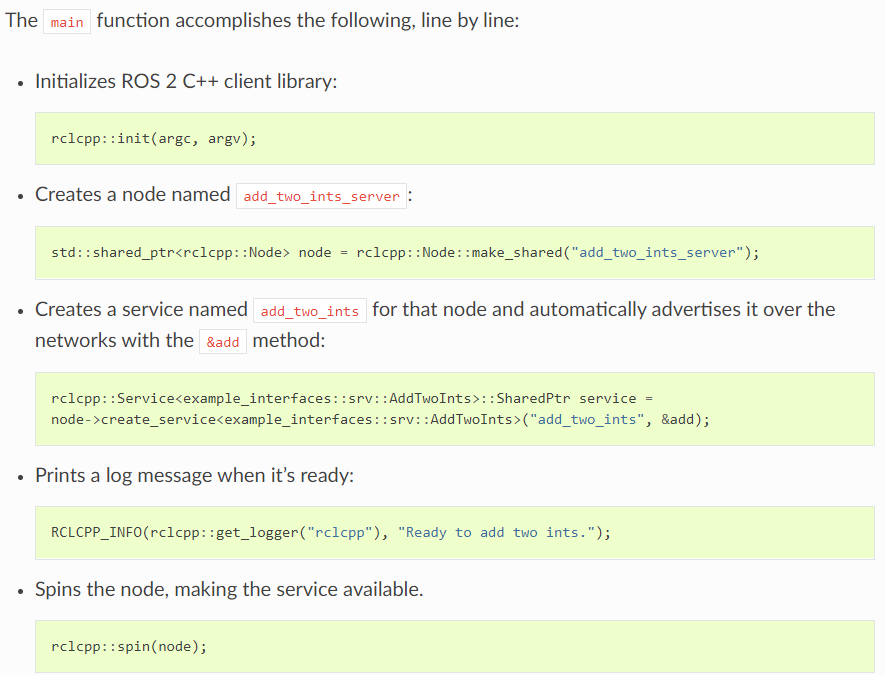 The main function accomplishes the following, line by line:
• Initializes ROS 2 C++ client library:
rclcpp::init(argc, argv);
• Creates a node named add_two_ints_server:
std::shared_ptr<rclcpp::Node> node = rclcpp::Node::make_shared("add_two_ints_server");
• Creates a service named add_two_ints for that node and automatically advertises it over the
networks with the &add method:
rclcpp::Service<example_interfaces::srv::AddTwoInts>::SharedPtr service =
node->create_service<example_interfaces::srv::AddTwoInts>("add_two_ints", &add);
• Prints a log message when it’s ready:
RCLCPP_INFO(rclcpp::get_logger("rclcpp"), "Ready to add two ints.");
• Spins the node, making the service available.
rclcpp::spin(node);